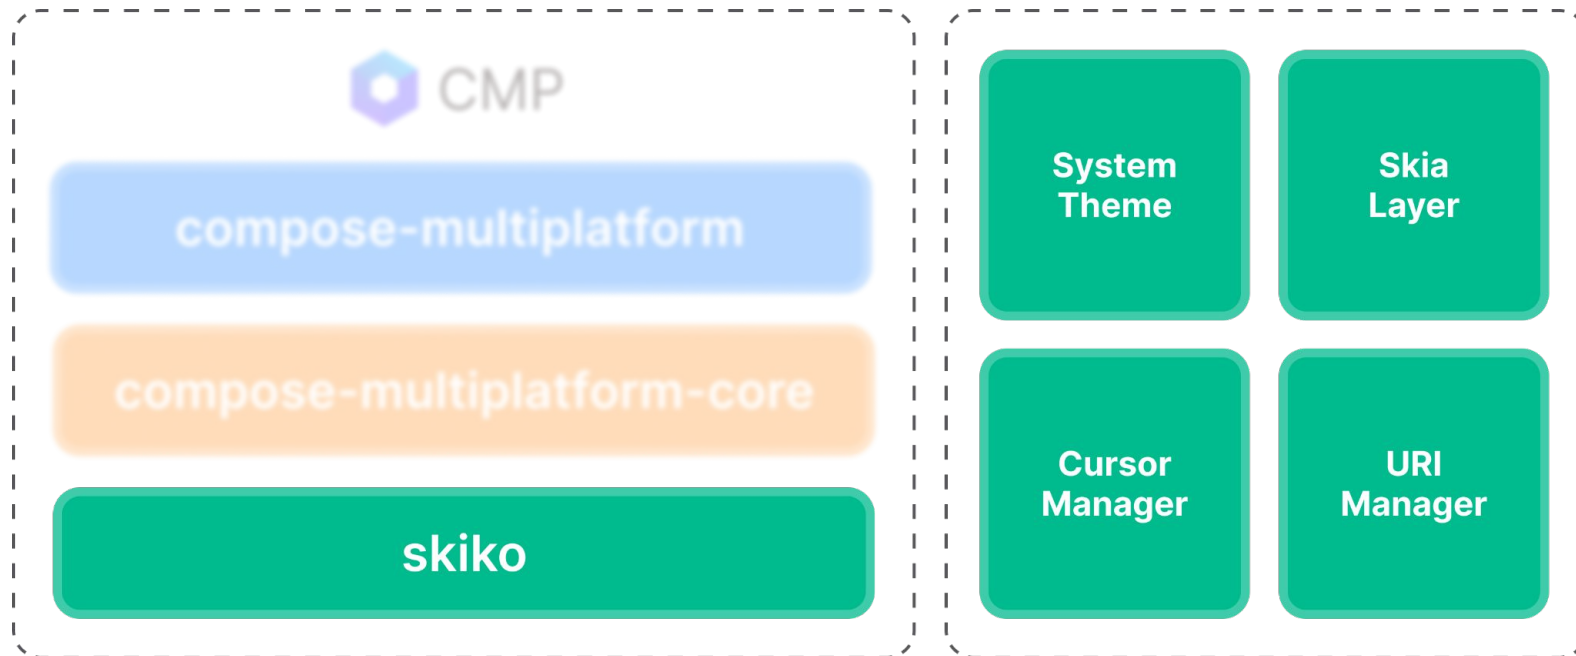 CMP
compose-multiplatform
compose-multiplatform-core
skiko
System
Theme
Skia
Layer
Cursor
Manager
URI
Manager